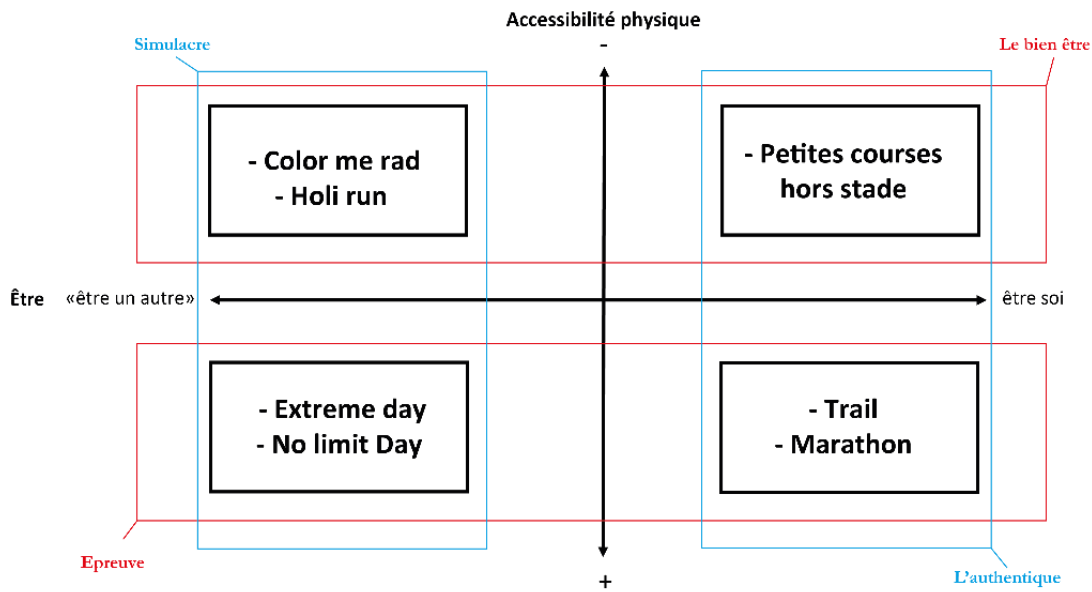 Accessibilité physique
-
Simulacre
Le bien être
- Color me rad
- Holi run
- Petites courses
hors stade
Être «être un autre»
être soi
- Extreme day
- No limit Day
- Trail
- Marathon
Epreuve
L'authentique
+